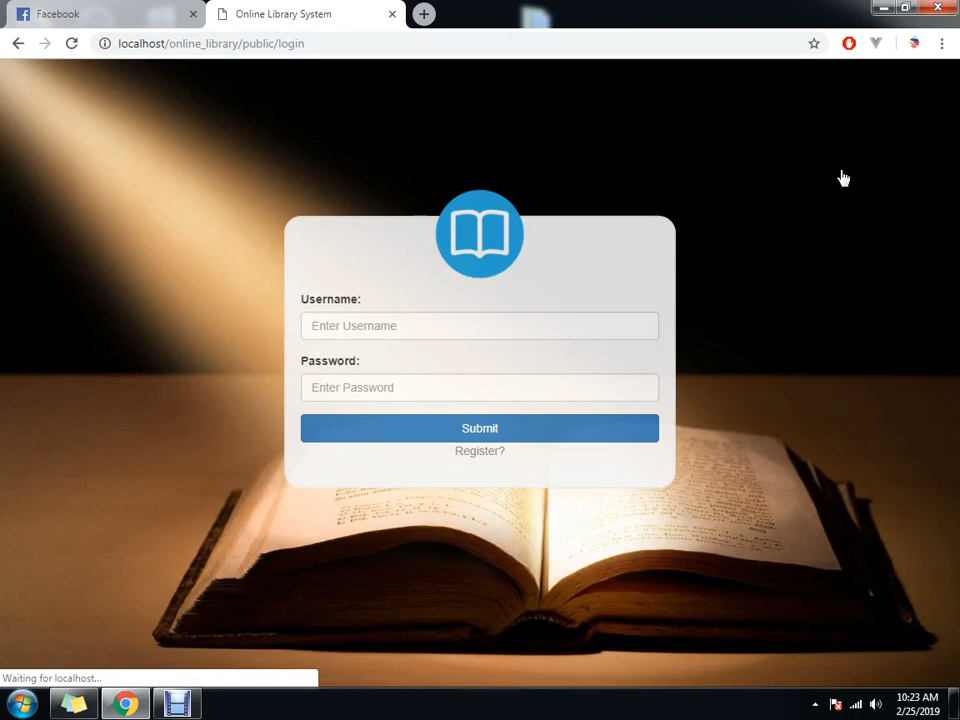 Facebook
Online Library System
localhost/online_library/public/login
Username:
Enter Username
Password:
Enter Password
Submit
Register?
Waiting for localhost...
10:23 AM
2/25/2019